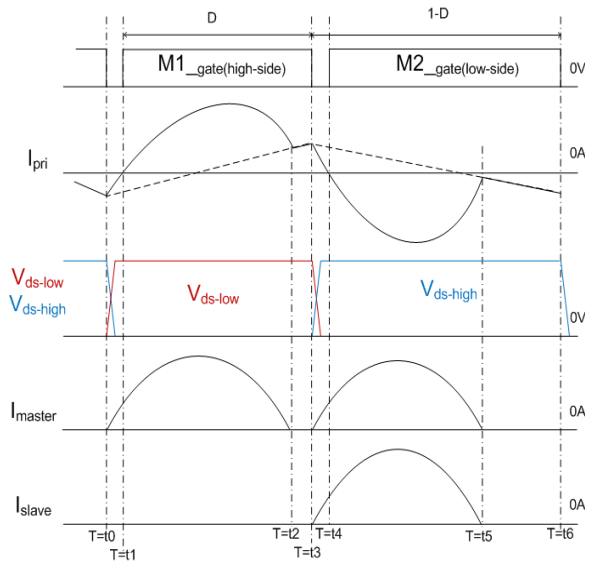 D
1-D
M1_gate(high-side)
M2_gate(low-side)
0V
Ipri
0A
Vds-low
Vds-high
Vds-low
Vds-high
0V
Imaster
0A
Islave
0A
T=t0
T=t1
T=t2
T=t3
T=t4
T=t5
T=t6